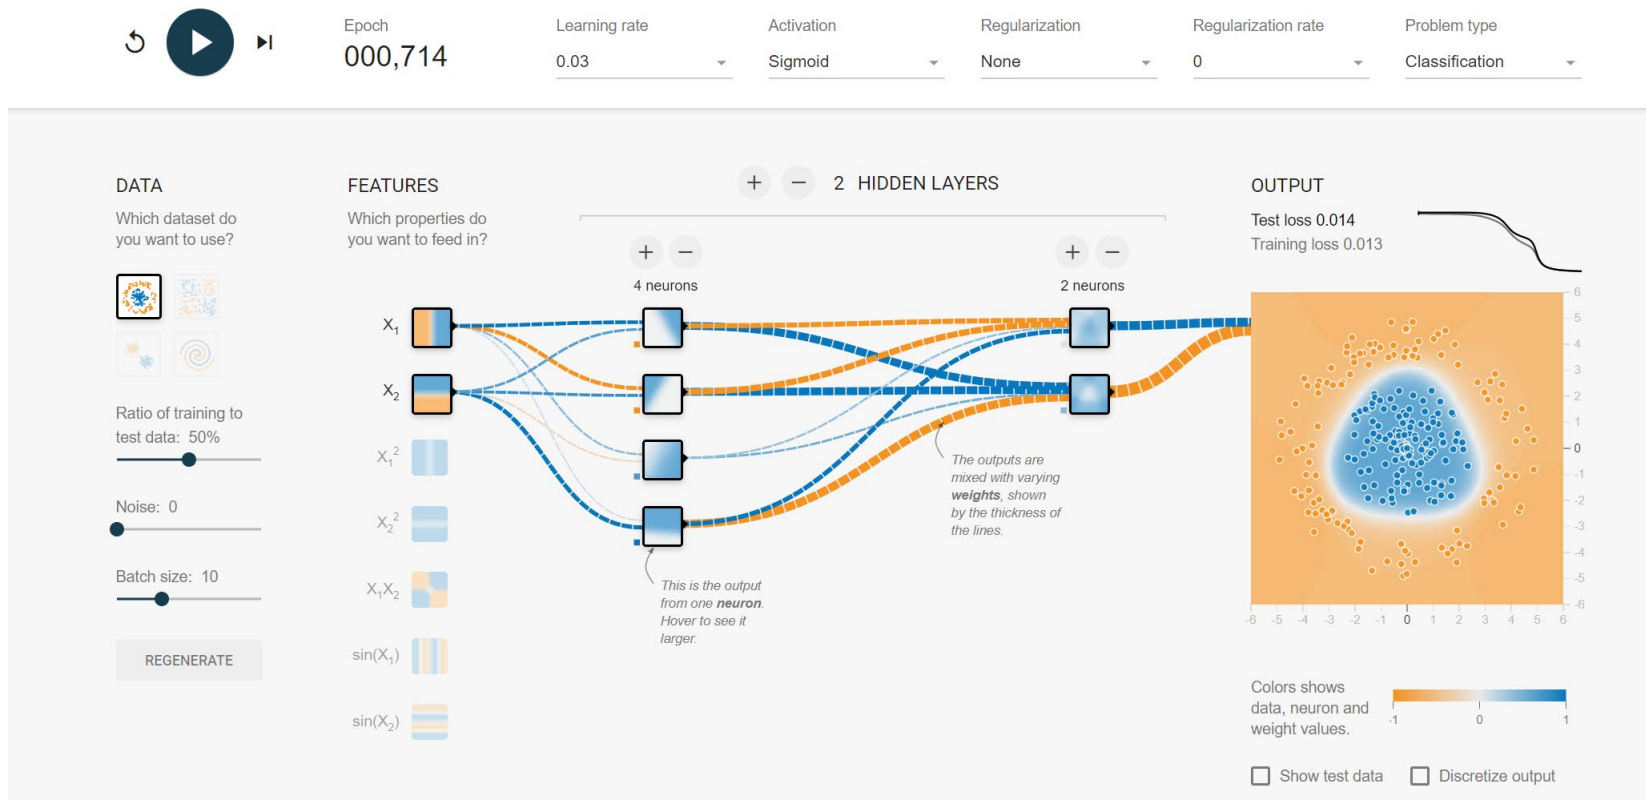 Epoch
000,714
Learning rate
0.03
Activation
Sigmoid
Regularization
None
Regularization rate
0
Problem type
Classification
DATA
Which dataset do
you want to use?
Ratio of training to
test data: 50%
Noise: 0
Batch size: 10
REGENERATE
FEATURES
Which properties do
you want to feed in?
X1
X2
X1²
X2²
X1X2
sin(X1)
sin(X2)
+ − 2 HIDDEN LAYERS
+ −
4 neurons
+ −
2 neurons
The outputs are
mixed with varying
weights, shown
by the thickness of
the lines.
This is the output
from one neuron.
Hover to see it
larger.
OUTPUT
Test loss 0.014
Training loss 0.013
6
5
4
3
2
1
0
-1
-2
-3
-4
-5
-6
-6 -5 -4 -3 -2 -1 0 1 2 3 4 5 6
Colors shows
data, neuron and
weight values.
-1 0 1
Show test data
Discretize output